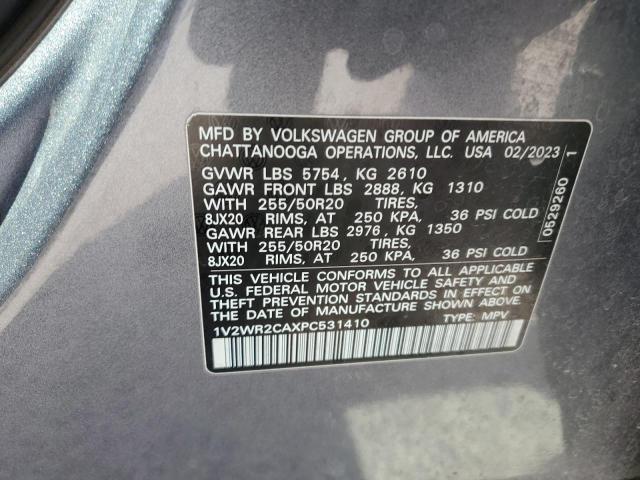 MFD BY VOLKSWAGEN GROUP OF AMERICA
CHATTANOOGA OPERATIONS, LLC. USA 02/2023
GVWR LBS 5754, KG 2610
GAWR FRONT LBS 2888, KG 1310
WITH 255/50R20 TIRES,
8JX20 RIMS, AT 250 KPA, 36 PSI COLD
GAWR REAR LBS 2976, KG 1350
WITH 255/50R20 TIRES,
8JX20 RIMS, AT 250 KPA, 36 PSI COLD
THIS VEHICLE CONFORMS TO ALL APPLICABLE
U.S. FEDERAL MOTOR VEHICLE SAFETY AND
THEFT PREVENTION STANDARDS IN EFFECT ON
THE DATE OF MANUFACTURE SHOWN ABOVE.
1V2WR2CAXPC531410 TYPE: MPV
0529260 1